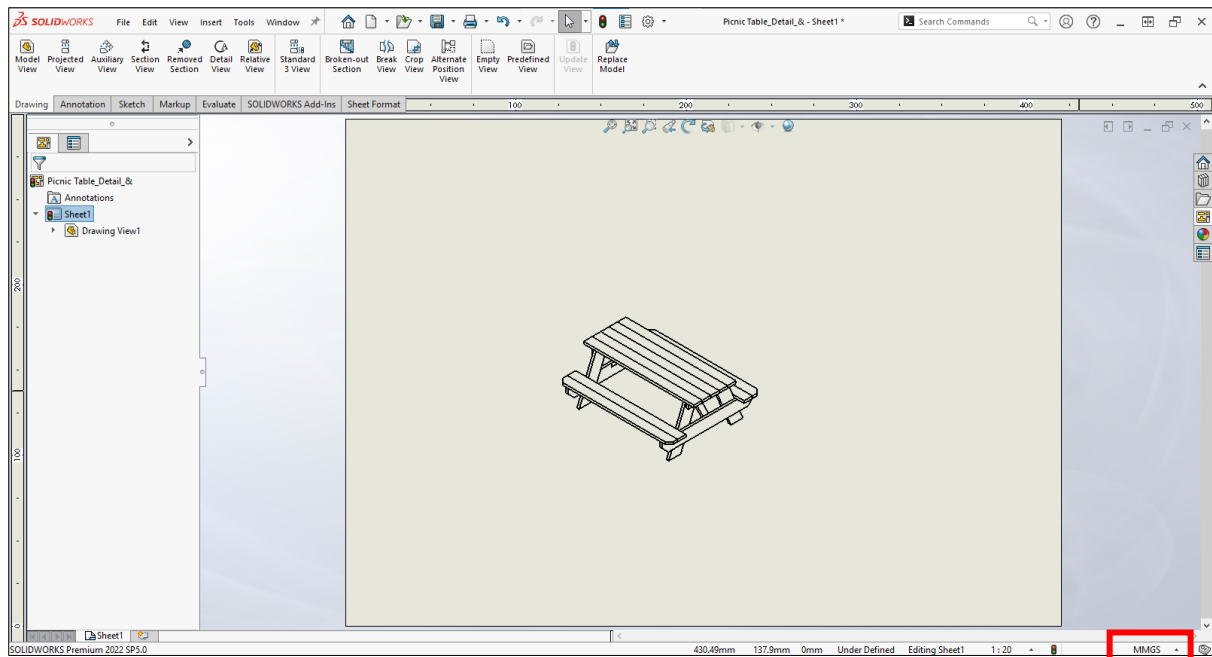 SOLIDWORKS File Edit View Insert Tools Window Picnic Table_Detail_& - Sheet1 * Search Commands
Model View
Projected View
Auxiliary View
Section View
Removed Section
Detail View
Relative View
Standard 3 View
Broken-out Section
Break View
Crop View
Alternate Position View
Empty View
Predefined View
Update View
Replace Model
Drawing Annotation Sketch Markup Evaluate SOLIDWORKS Add-Ins Sheet Format 100 200 300 400 500
Picnic Table_Detail_&
Annotations
Sheet1
Drawing View1
200
100
0
Sheet1
SOLIDWORKS Premium 2022 SP5.0 430.49mm 137.9mm 0mm Under Defined Editing Sheet1 1 : 20 MMGS